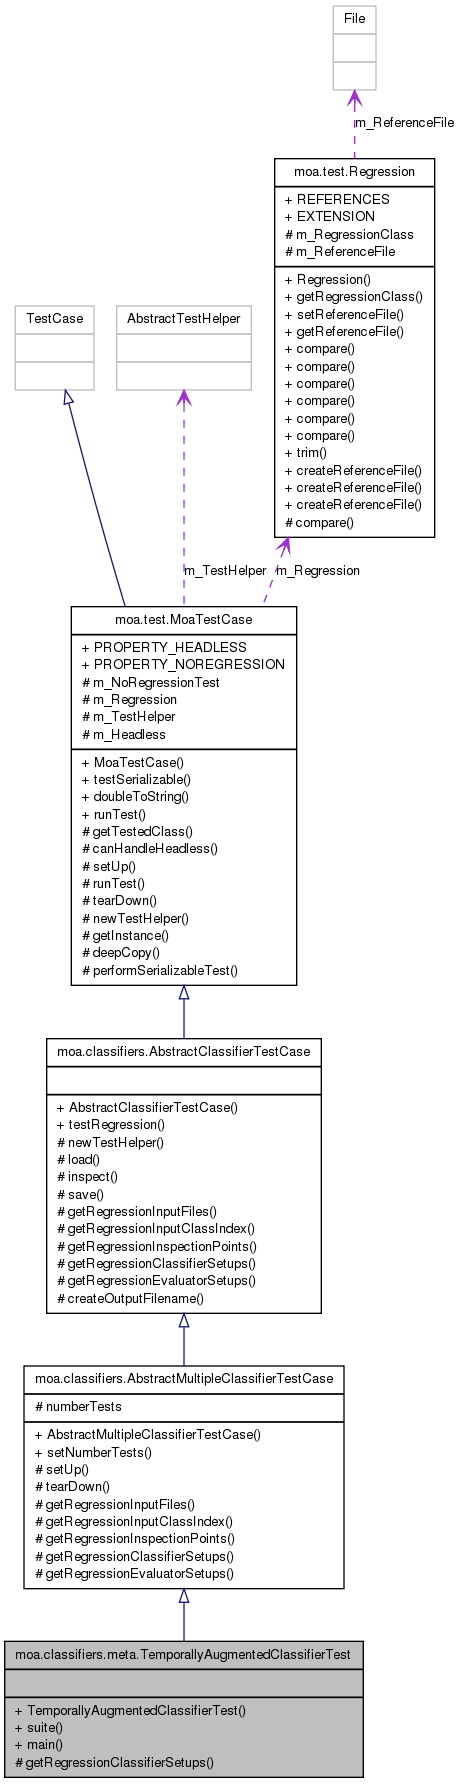 File
m_ReferenceFile
moa.test.Regression
+ REFERENCES
+ EXTENSION
# m_RegressionClass
# m_ReferenceFile
+ Regression()
+ getRegressionClass()
+ setReferenceFile()
+ getReferenceFile()
+ compare()
+ compare()
+ compare()
+ compare()
+ compare()
+ compare()
+ trim()
+ createReferenceFile()
+ createReferenceFile()
+ createReferenceFile()
# compare()
TestCase
AbstractTestHelper
m_TestHelper
m_Regression
moa.test.MoaTestCase
+ PROPERTY_HEADLESS
+ PROPERTY_NOREGRESSION
# m_NoRegressionTest
# m_Regression
# m_TestHelper
# m_Headless
+ MoaTestCase()
+ testSerializable()
+ doubleToString()
+ runTest()
# getTestedClass()
# canHandleHeadless()
# setUp()
# runTest()
# tearDown()
# newTestHelper()
# getInstance()
# deepCopy()
# performSerializableTest()
moa.classifiers.AbstractClassifierTestCase
+ AbstractClassifierTestCase()
+ testRegression()
# newTestHelper()
# load()
# inspect()
# save()
# getRegressionInputFiles()
# getRegressionInputClassIndex()
# getRegressionInspectionPoints()
# getRegressionClassifierSetups()
# getRegressionEvaluatorSetups()
# createOutputFilename()
moa.classifiers.AbstractMultipleClassifierTestCase
# numberTests
+ AbstractMultipleClassifierTestCase()
+ setNumberTests()
# setUp()
# tearDown()
# getRegressionInputFiles()
# getRegressionInputClassIndex()
# getRegressionInspectionPoints()
# getRegressionClassifierSetups()
# getRegressionEvaluatorSetups()
moa.classifiers.meta.TemporallyAugmentedClassifierTest
+ TemporallyAugmentedClassifierTest()
+ suite()
+ main()
# getRegressionClassifierSetups()